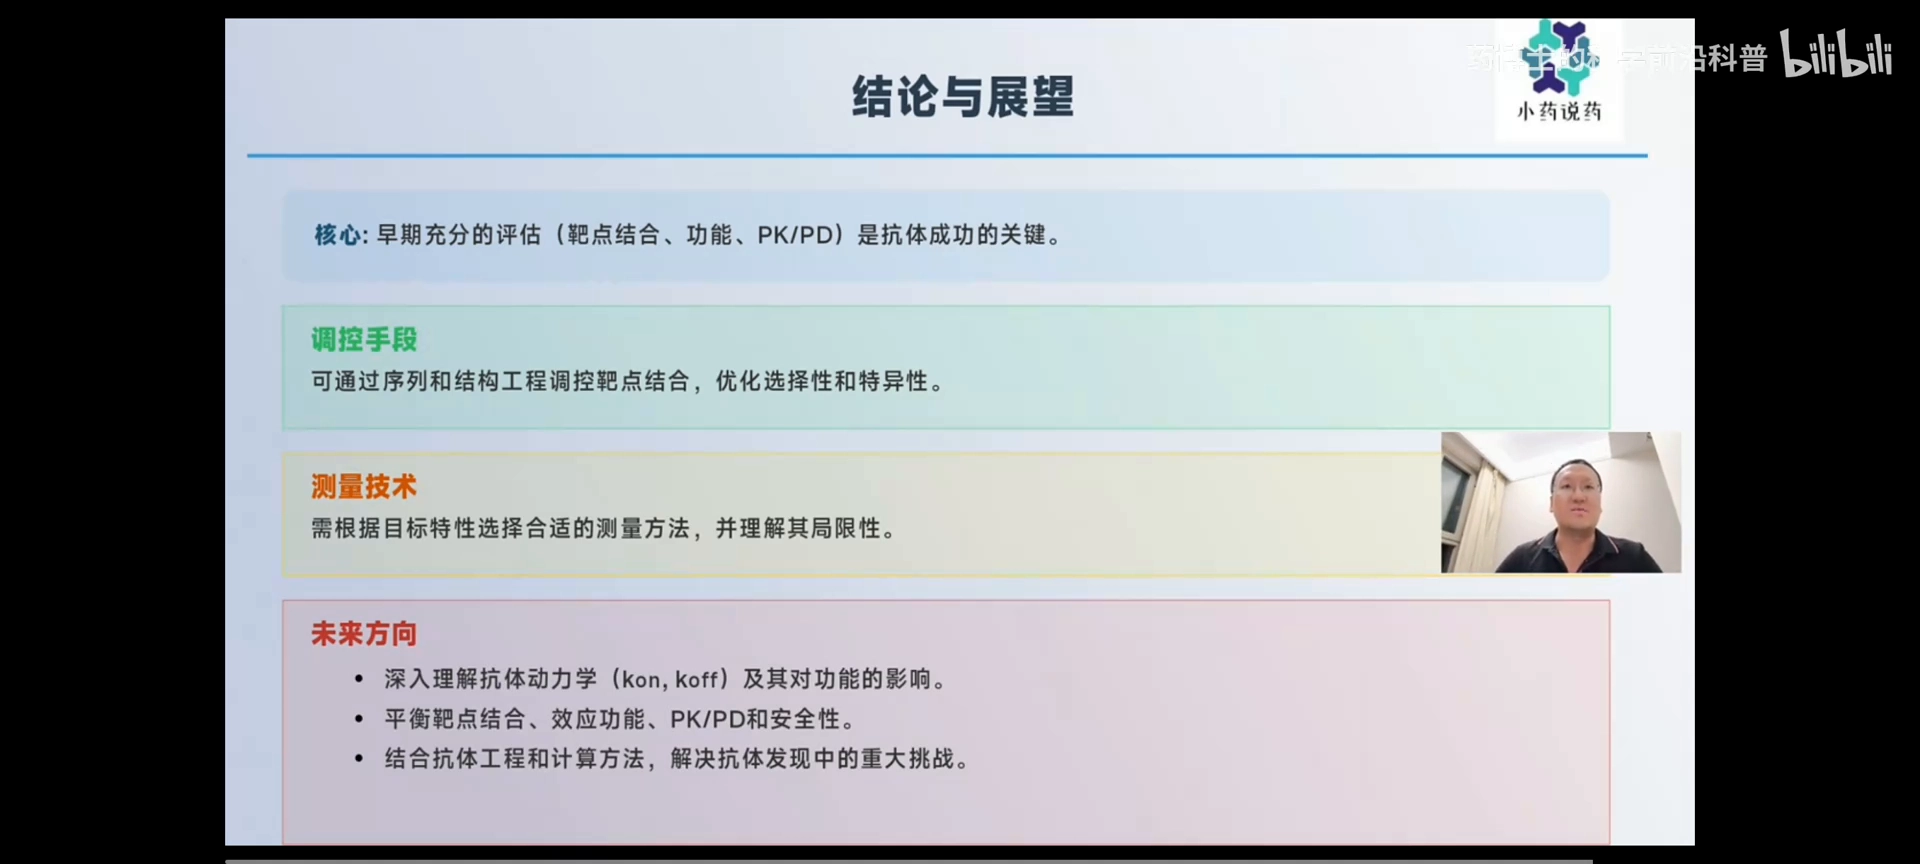 结论与展望
科普 bilibili
小药说药
核心: 早期充分的评估（靶点结合、功能、PK/PD）是抗体成功的关键。
调控手段
可通过序列和结构工程调控靶点结合，优化选择性和特异性。
测量技术
需根据目标特性选择合适的测量方法，并理解其局限性。
未来方向
• 深入理解抗体动力学（kon, koff）及其对功能的影响。
• 平衡靶点结合、效应功能、PK/PD和安全性。
• 结合抗体工程和计算方法，解决抗体发现中的重大挑战。